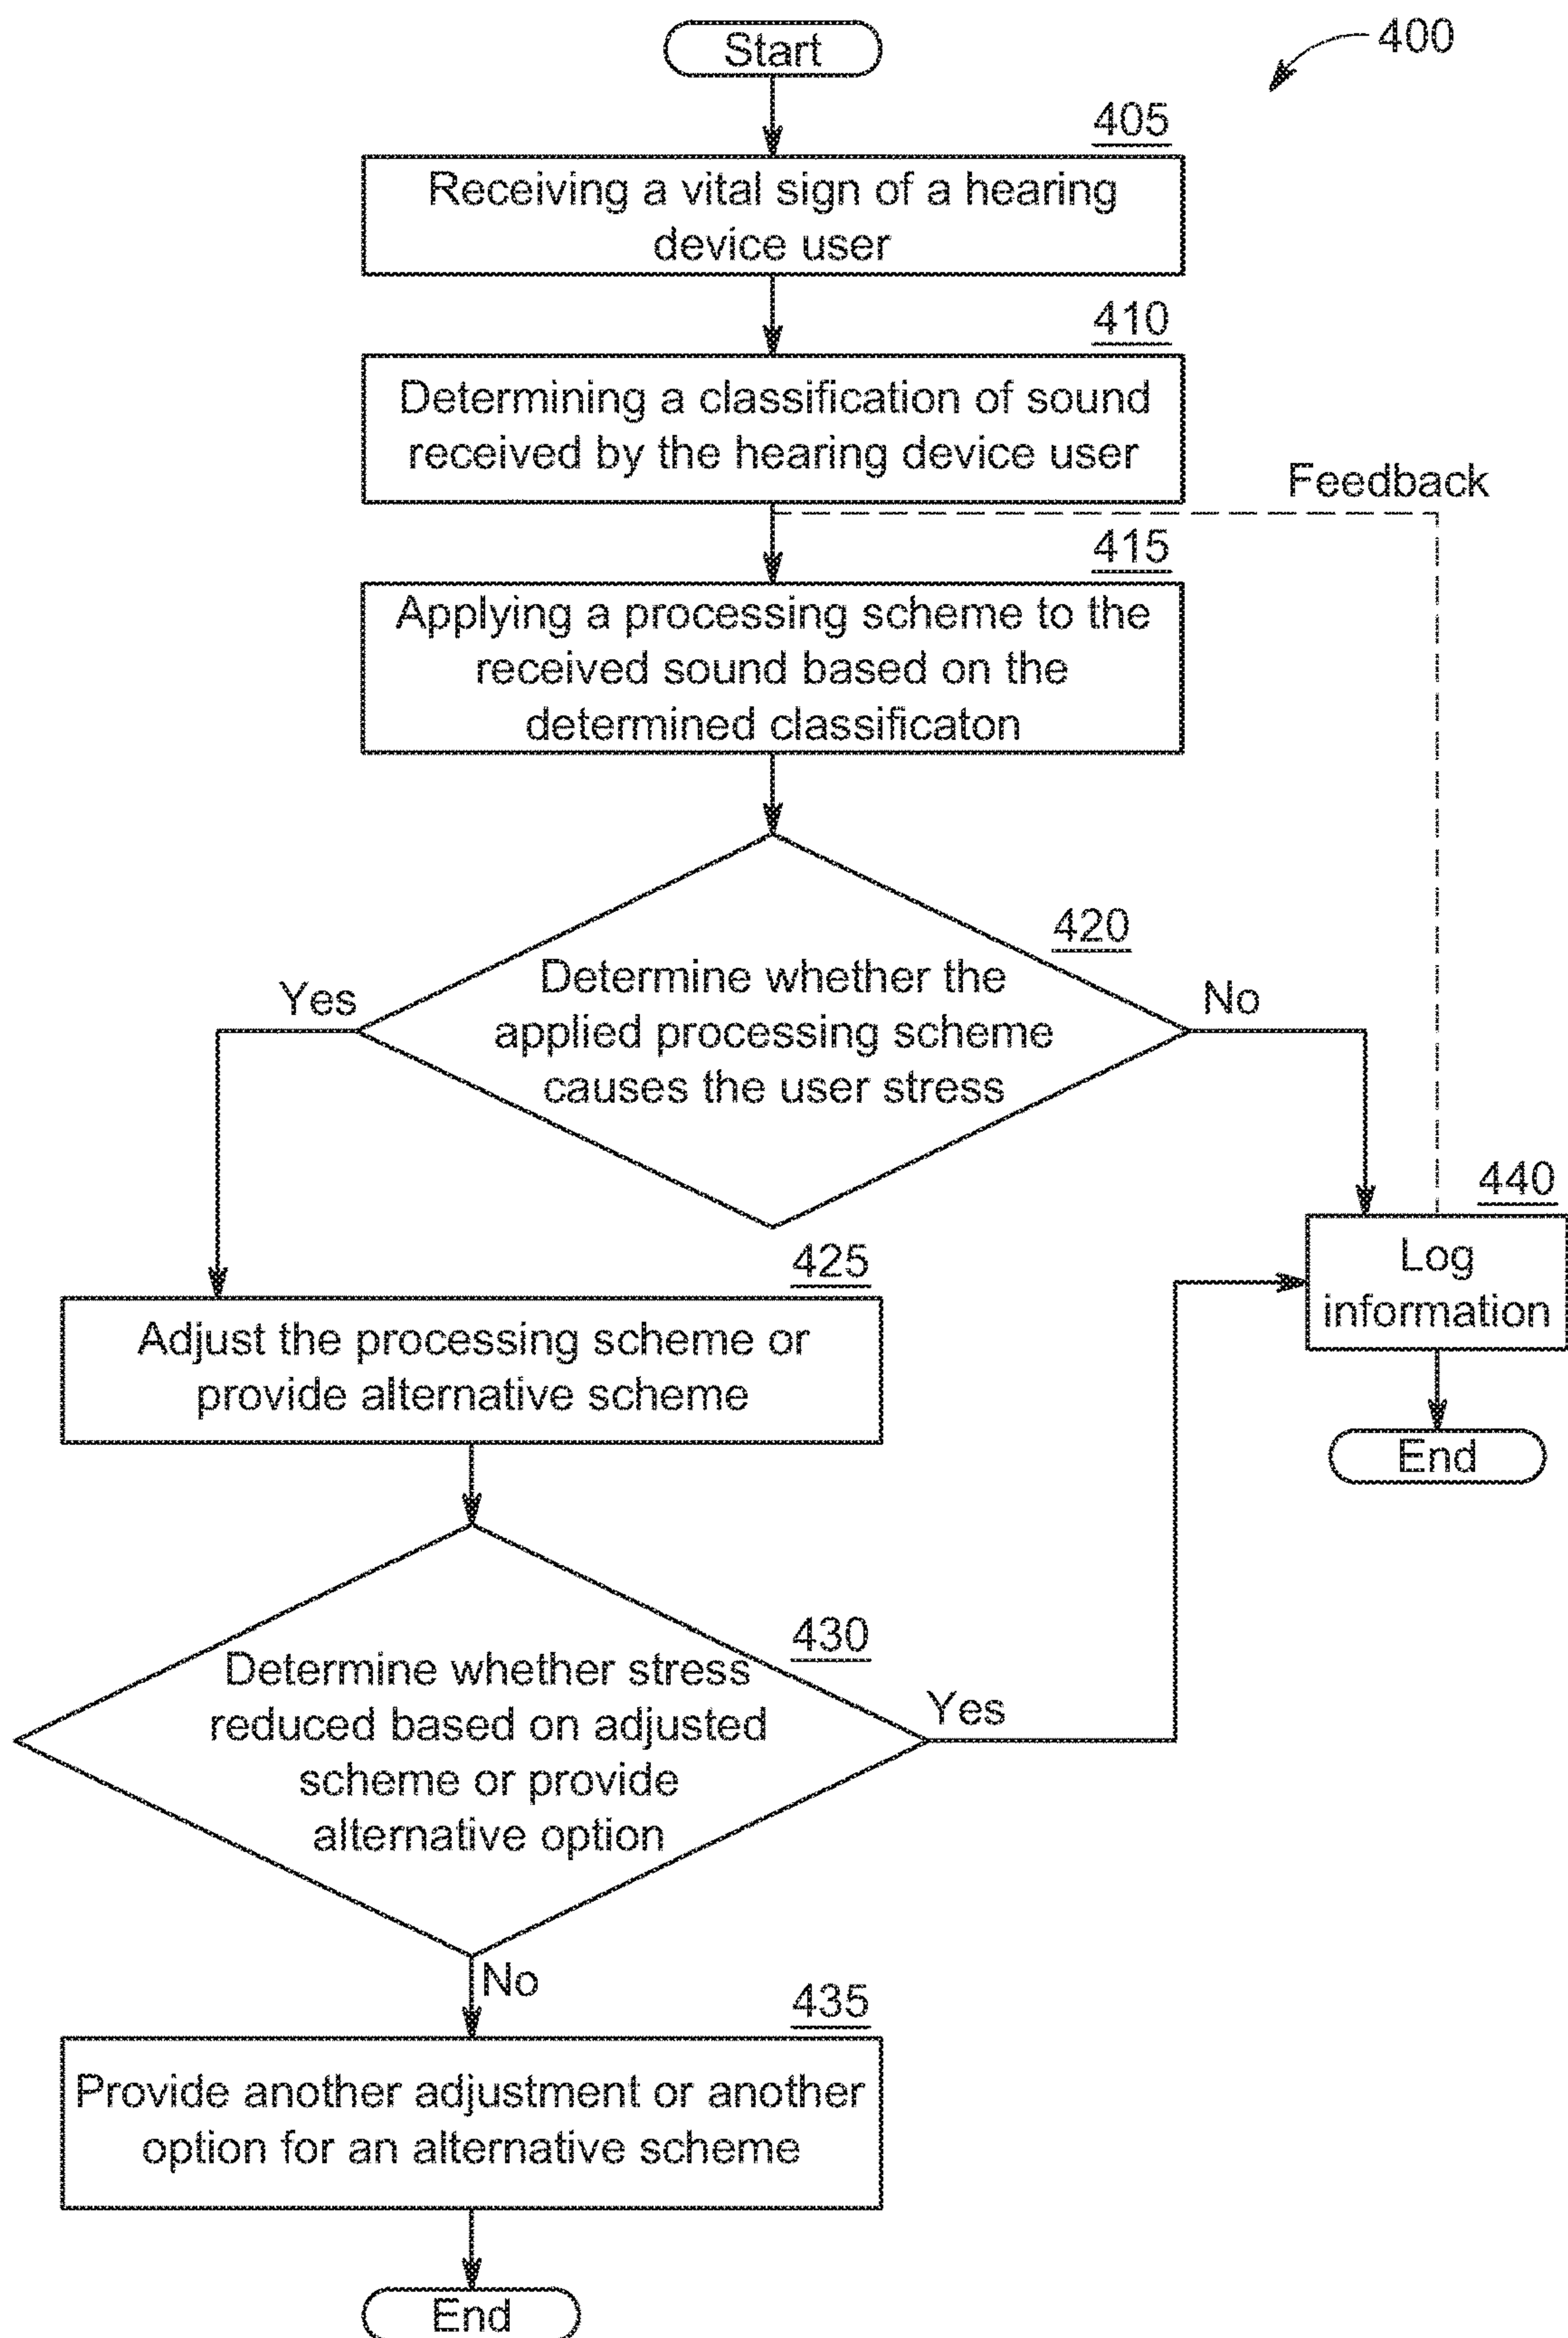 Start
400
405
Receiving a vital sign of a hearing
device user
410
Determining a classification of sound
received by the hearing device user
Feedback
415
Applying a processing scheme to the
received sound based on the
determined classificaton
420
Determine whether the
applied processing scheme
causes the user stress
Yes
No
440
Log
information
End
425
Adjust the processing scheme or
provide alternative scheme
430
Determine whether stress
reduced based on adjusted
scheme or provide
alternative option
Yes
No
435
Provide another adjustment or another
option for an alternative scheme
End